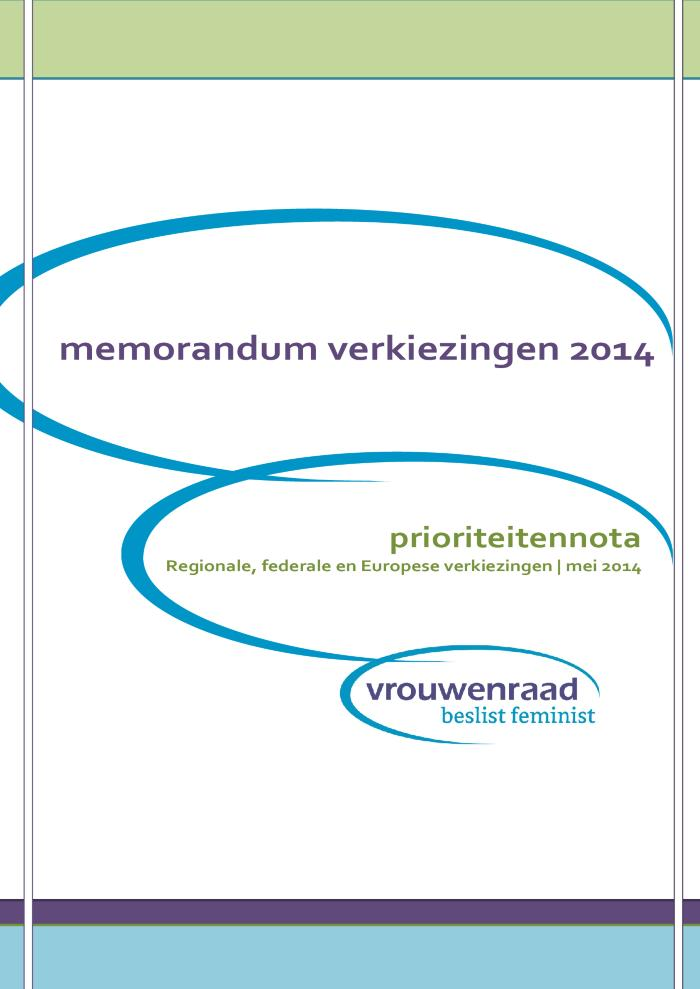 memorandum verkiezingen 2014
prioriteitennota
Regionale, federale en Europese verkiezingen | mei 2014
vrouwenraad
beslist feminist